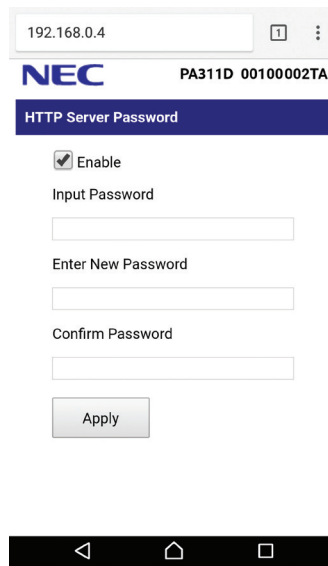 192.168.0.4 1
NEC PA311D 00100002TA
HTTP Server Password
Enable
Input Password
Enter New Password
Confirm Password
Apply